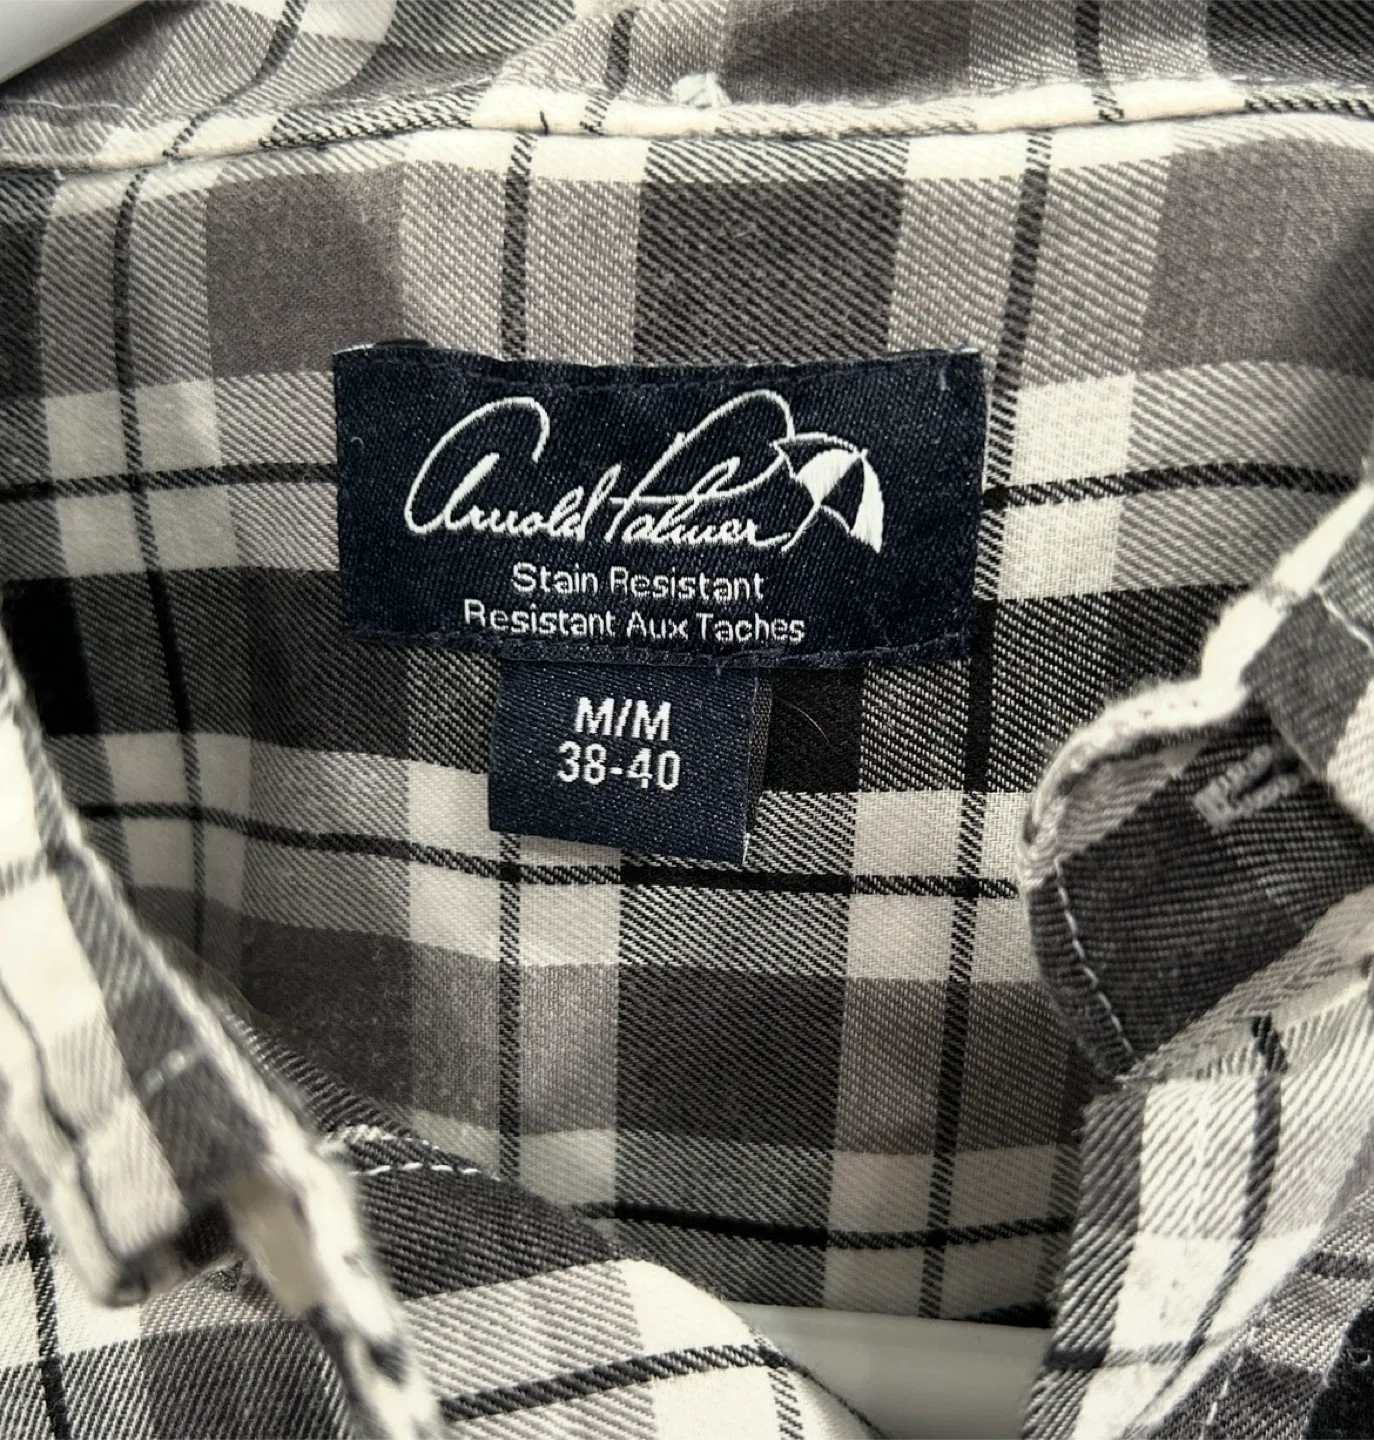 Arnold Palmer
Stain Resistant
Resistant Aux Taches
M/M
38-40